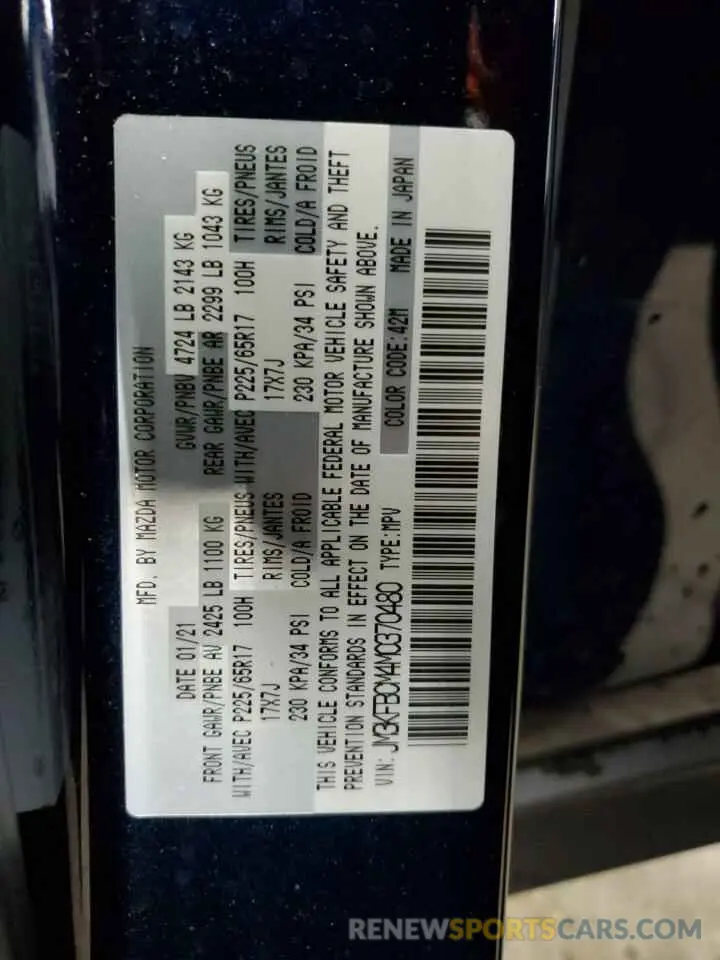 MFD. BY MAZDA MOTOR CORPORATION
DATE 01/21 GVWR/PNBV 4724 LB 2143 KG
FRONT GAWR/PNBE AV 2425 LB 1100 KG REAR GAWR/PNBE AR 2299 LB 1043 KG
WITH/AVEC P225/65R17 100H TIRES/PNEUS WITH/AVEC P225/65R17 100H TIRES/PNEUS
17X7J RIMS/JANTES 17X7J RIMS/JANTES
230 KPA/34 PSI COLD/A FROID 230 KPA/34 PSI COLD/A FROID
THIS VEHICLE CONFORMS TO ALL APPLICABLE FEDERAL MOTOR VEHICLE SAFETY AND THEFT
PREVENTION STANDARDS IN EFFECT ON THE DATE OF MANUFACTURE SHOWN ABOVE.
VIN: JM3KFBCM4M0370480 TYPE:MPV COLOR CODE:42M MADE IN JAPAN
RENEWSPORTSCARS.COM